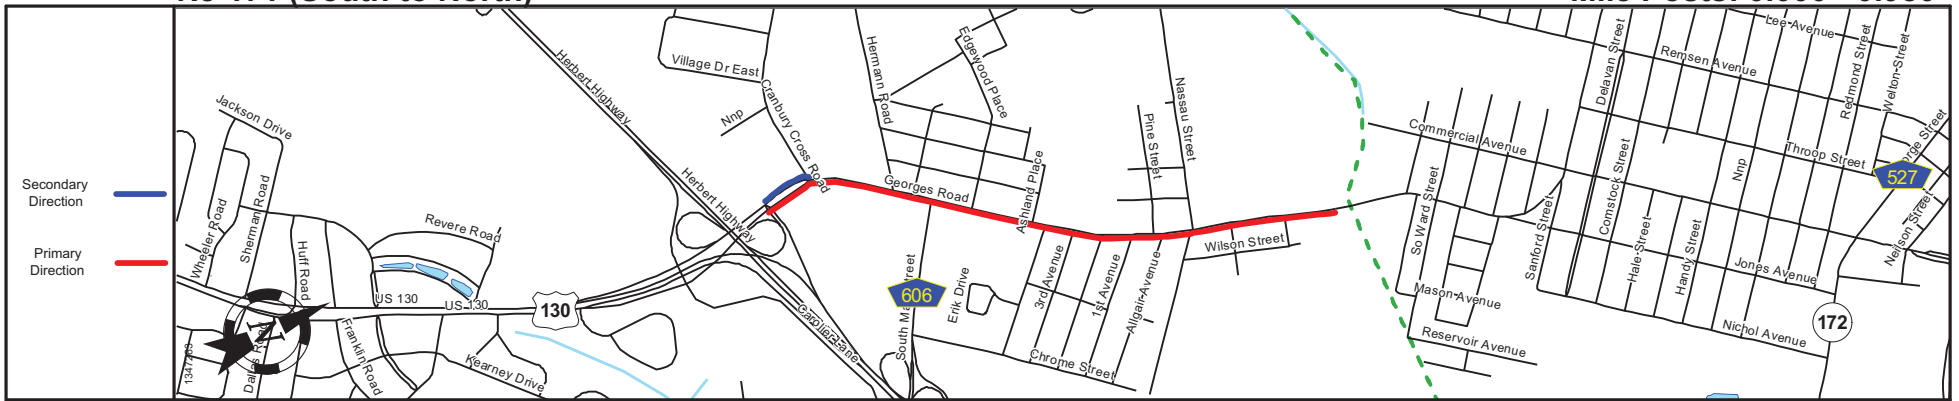 Secondary
Direction
Primary
Direction
Jackson Drive
Wheeler Road
Sherman Road
Huff Road
Revere Road
US 130
US 130
130
Franklin Road
Kearney Drive
1347263
N
Herbert Highway
Herbert Highway
Village Dr East
Nnp
Cranbury Cross Road
Carolier Lane
Hermann Road
Edgewood Place
Georges Road
Ashland Place
606
Erik Drive
3rd Avenue
1st Avenue
Allgair Avenue
Chrome Street
Pine Street
Nassau Street
Wilson Street
Commercial Avenue
So Ward Street
Mason Avenue
Reservoir Avenue
Sanford Street
Delavan Street
Comstock Street
Hale Street
Handy Street
Nnp
Jones Avenue
Nichol Avenue
172
Lee Avenue
Remsen Avenue
Redmond Street
Welton Street
Throop Street
527
Neilson Street